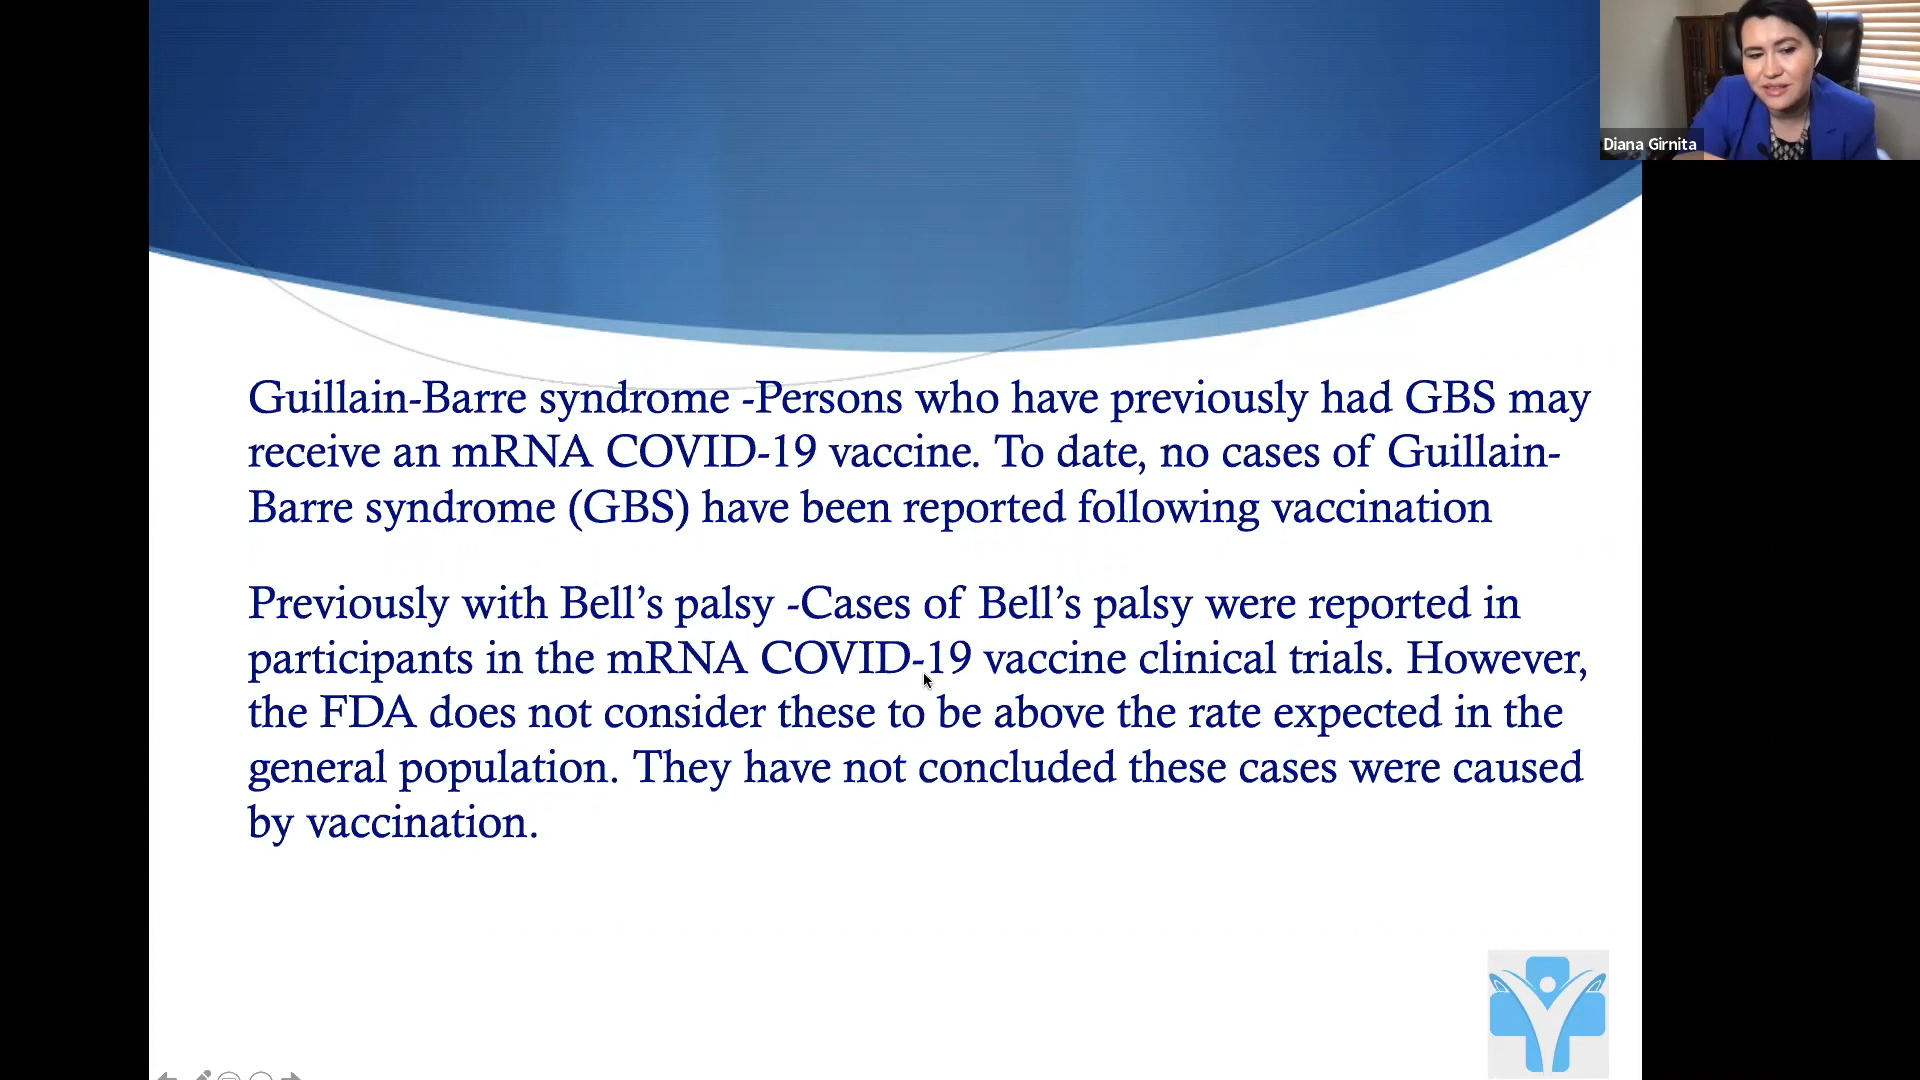 Diana Girnita
Guillain-Barre syndrome -Persons who have previously had GBS may
receive an mRNA COVID-19 vaccine. To date, no cases of Guillain-
Barre syndrome (GBS) have been reported following vaccination
Previously with Bell’s palsy -Cases of Bell’s palsy were reported in
participants in the mRNA COVID-19 vaccine clinical trials. However,
the FDA does not consider these to be above the rate expected in the
general population. They have not concluded these cases were caused
by vaccination.